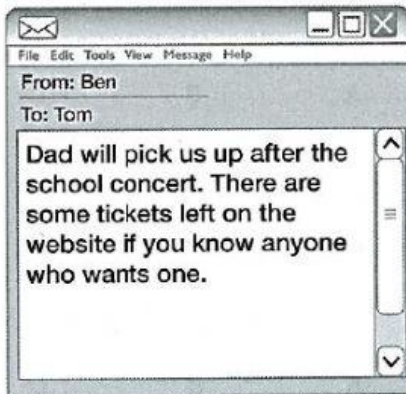 File Edit Tools View Message Help
From: Ben
To: Tom
Dad will pick us up after the
school concert. There are
some tickets left on the
website if you know anyone
who wants one.